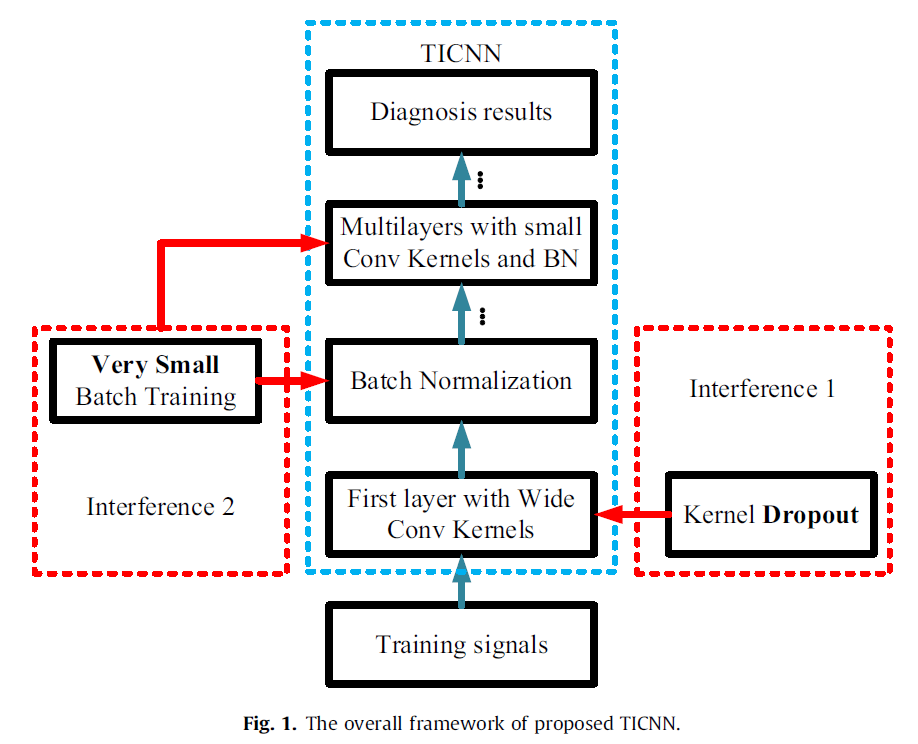 TICNN
Diagnosis results
Multilayers with small
Conv Kernels and BN
Very Small
Batch Training
Batch Normalization
Interference 1
Interference 2
First layer with Wide
Conv Kernels
Kernel Dropout
Training signals
Fig. 1. The overall framework of proposed TICNN.